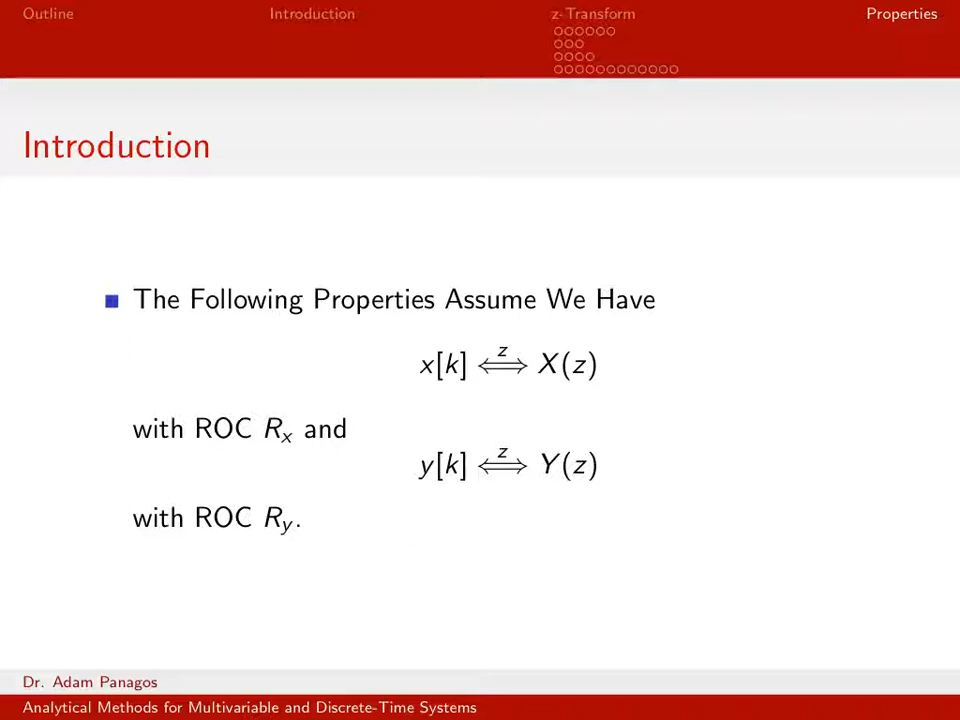 Outline Introduction z-Transform Properties
Introduction
The Following Properties Assume We Have
x[k] ⟺ᶻ X(z)
with ROC Rₓ and
y[k] ⟺ᶻ Y(z)
with ROC R_y.
Dr. Adam Panagos
Analytical Methods for Multivariable and Discrete-Time Systems